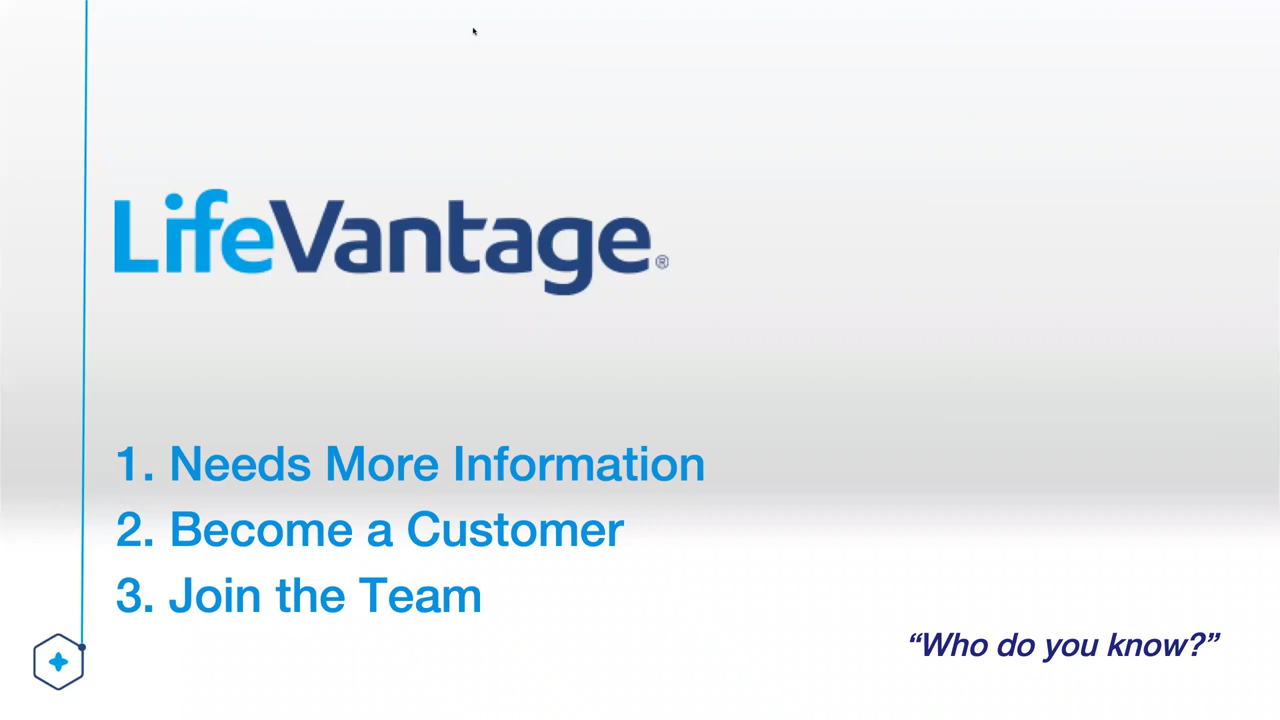 LifeVantage®
1. Needs More Information
2. Become a Customer
3. Join the Team
“Who do you know?”